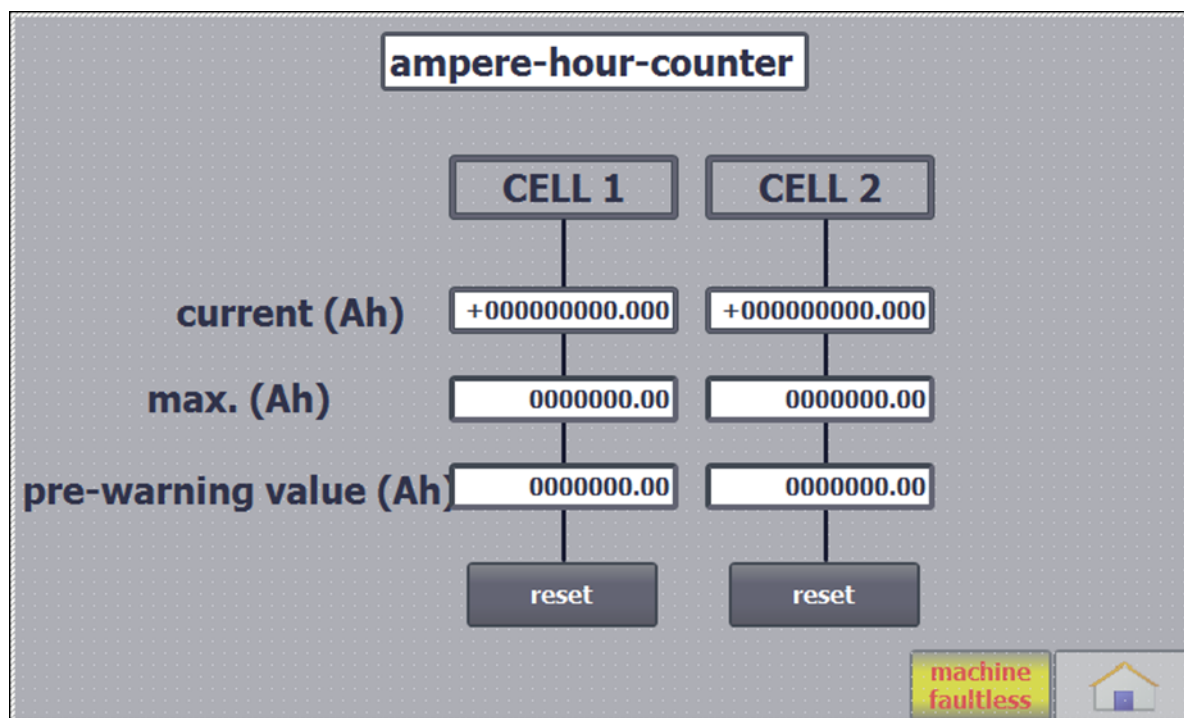 ampere-hour-counter
CELL 1 CELL 2
current (Ah) +000000000.000 +000000000.000
max. (Ah) 0000000.00 0000000.00
pre-warning value (Ah) 0000000.00 0000000.00
reset reset
machine
faultless